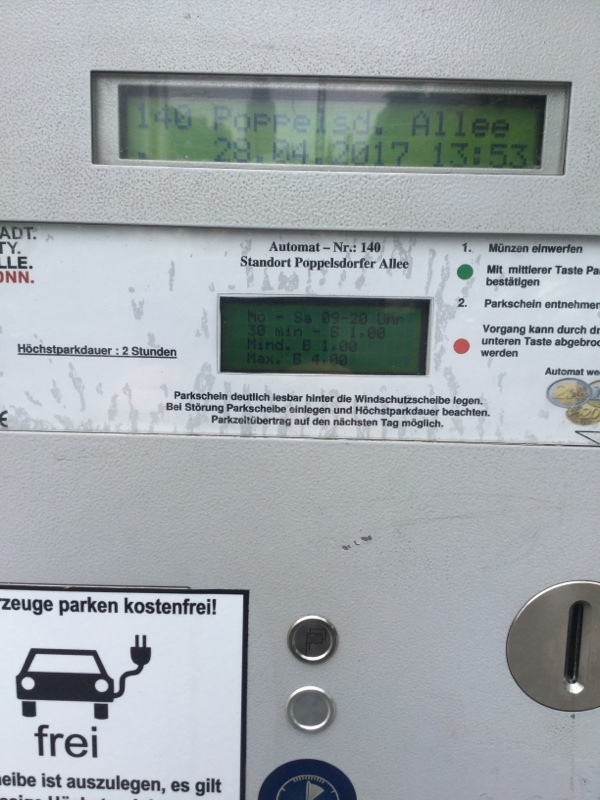 140 Poppelsd. Allee
. 28.04.2017 13:53
ADT.
TY.
LLE.
ONN.
Automat – Nr.: 140
Standort Poppelsdorfer Allee
Höchstparkdauer : 2 Stunden
Mo - Sa 09-20 Uhr
30 min - € 1,00
Mind. € 1,00
Max. € 4,00
1. Münzen einwerfen
Mit mittlerer Taste Pa
bestätigen
2. Parkschein entnehmen
Vorgang kann durch dr
unteren Taste abgebro
werden
Automat we
Parkschein deutlich lesbar hinter die Windschutzscheibe legen.
Bei Störung Parkscheibe einlegen und Höchstparkdauer beachten.
Parkzeitübertrag auf den nächsten Tag möglich.
€
rzeuge parken kostenfrei!
frei
heibe ist auszulegen, es gilt
P